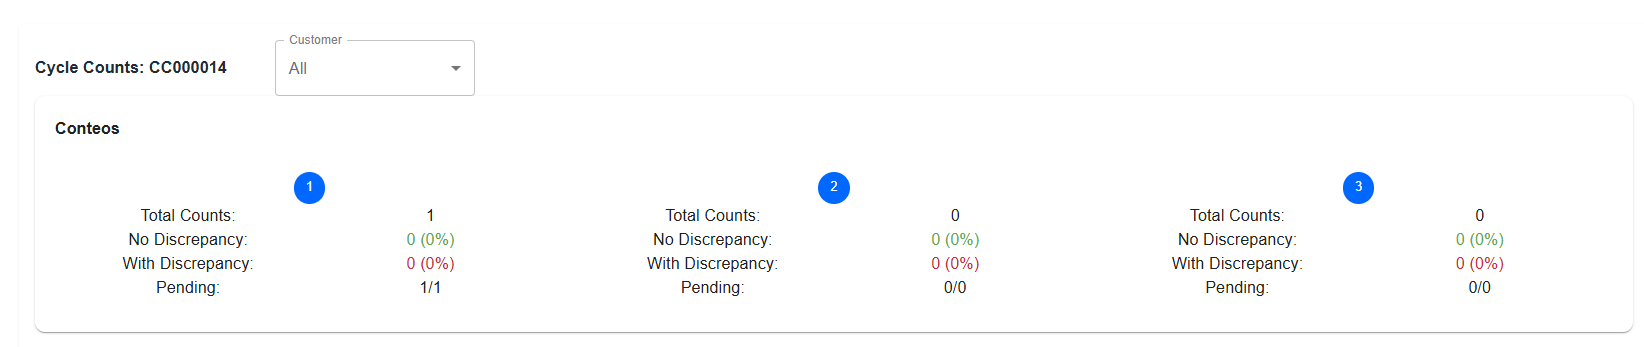 Customer
Cycle Counts: CC000014
All
Conteos
1
Total Counts: 1
No Discrepancy: 0 (0%)
With Discrepancy: 0 (0%)
Pending: 1/1
2
Total Counts: 0
No Discrepancy: 0 (0%)
With Discrepancy: 0 (0%)
Pending: 0/0
3
Total Counts: 0
No Discrepancy: 0 (0%)
With Discrepancy: 0 (0%)
Pending: 0/0